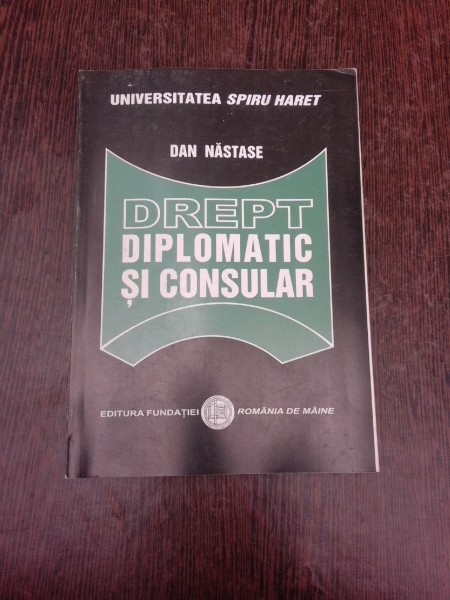 UNIVERSITATEA SPIRU HARET
DAN NĂSTASE
DREPT
DIPLOMATIC
ȘI CONSULAR
EDITURA FUNDAȚIEI ROMÂNIA DE MÂINE